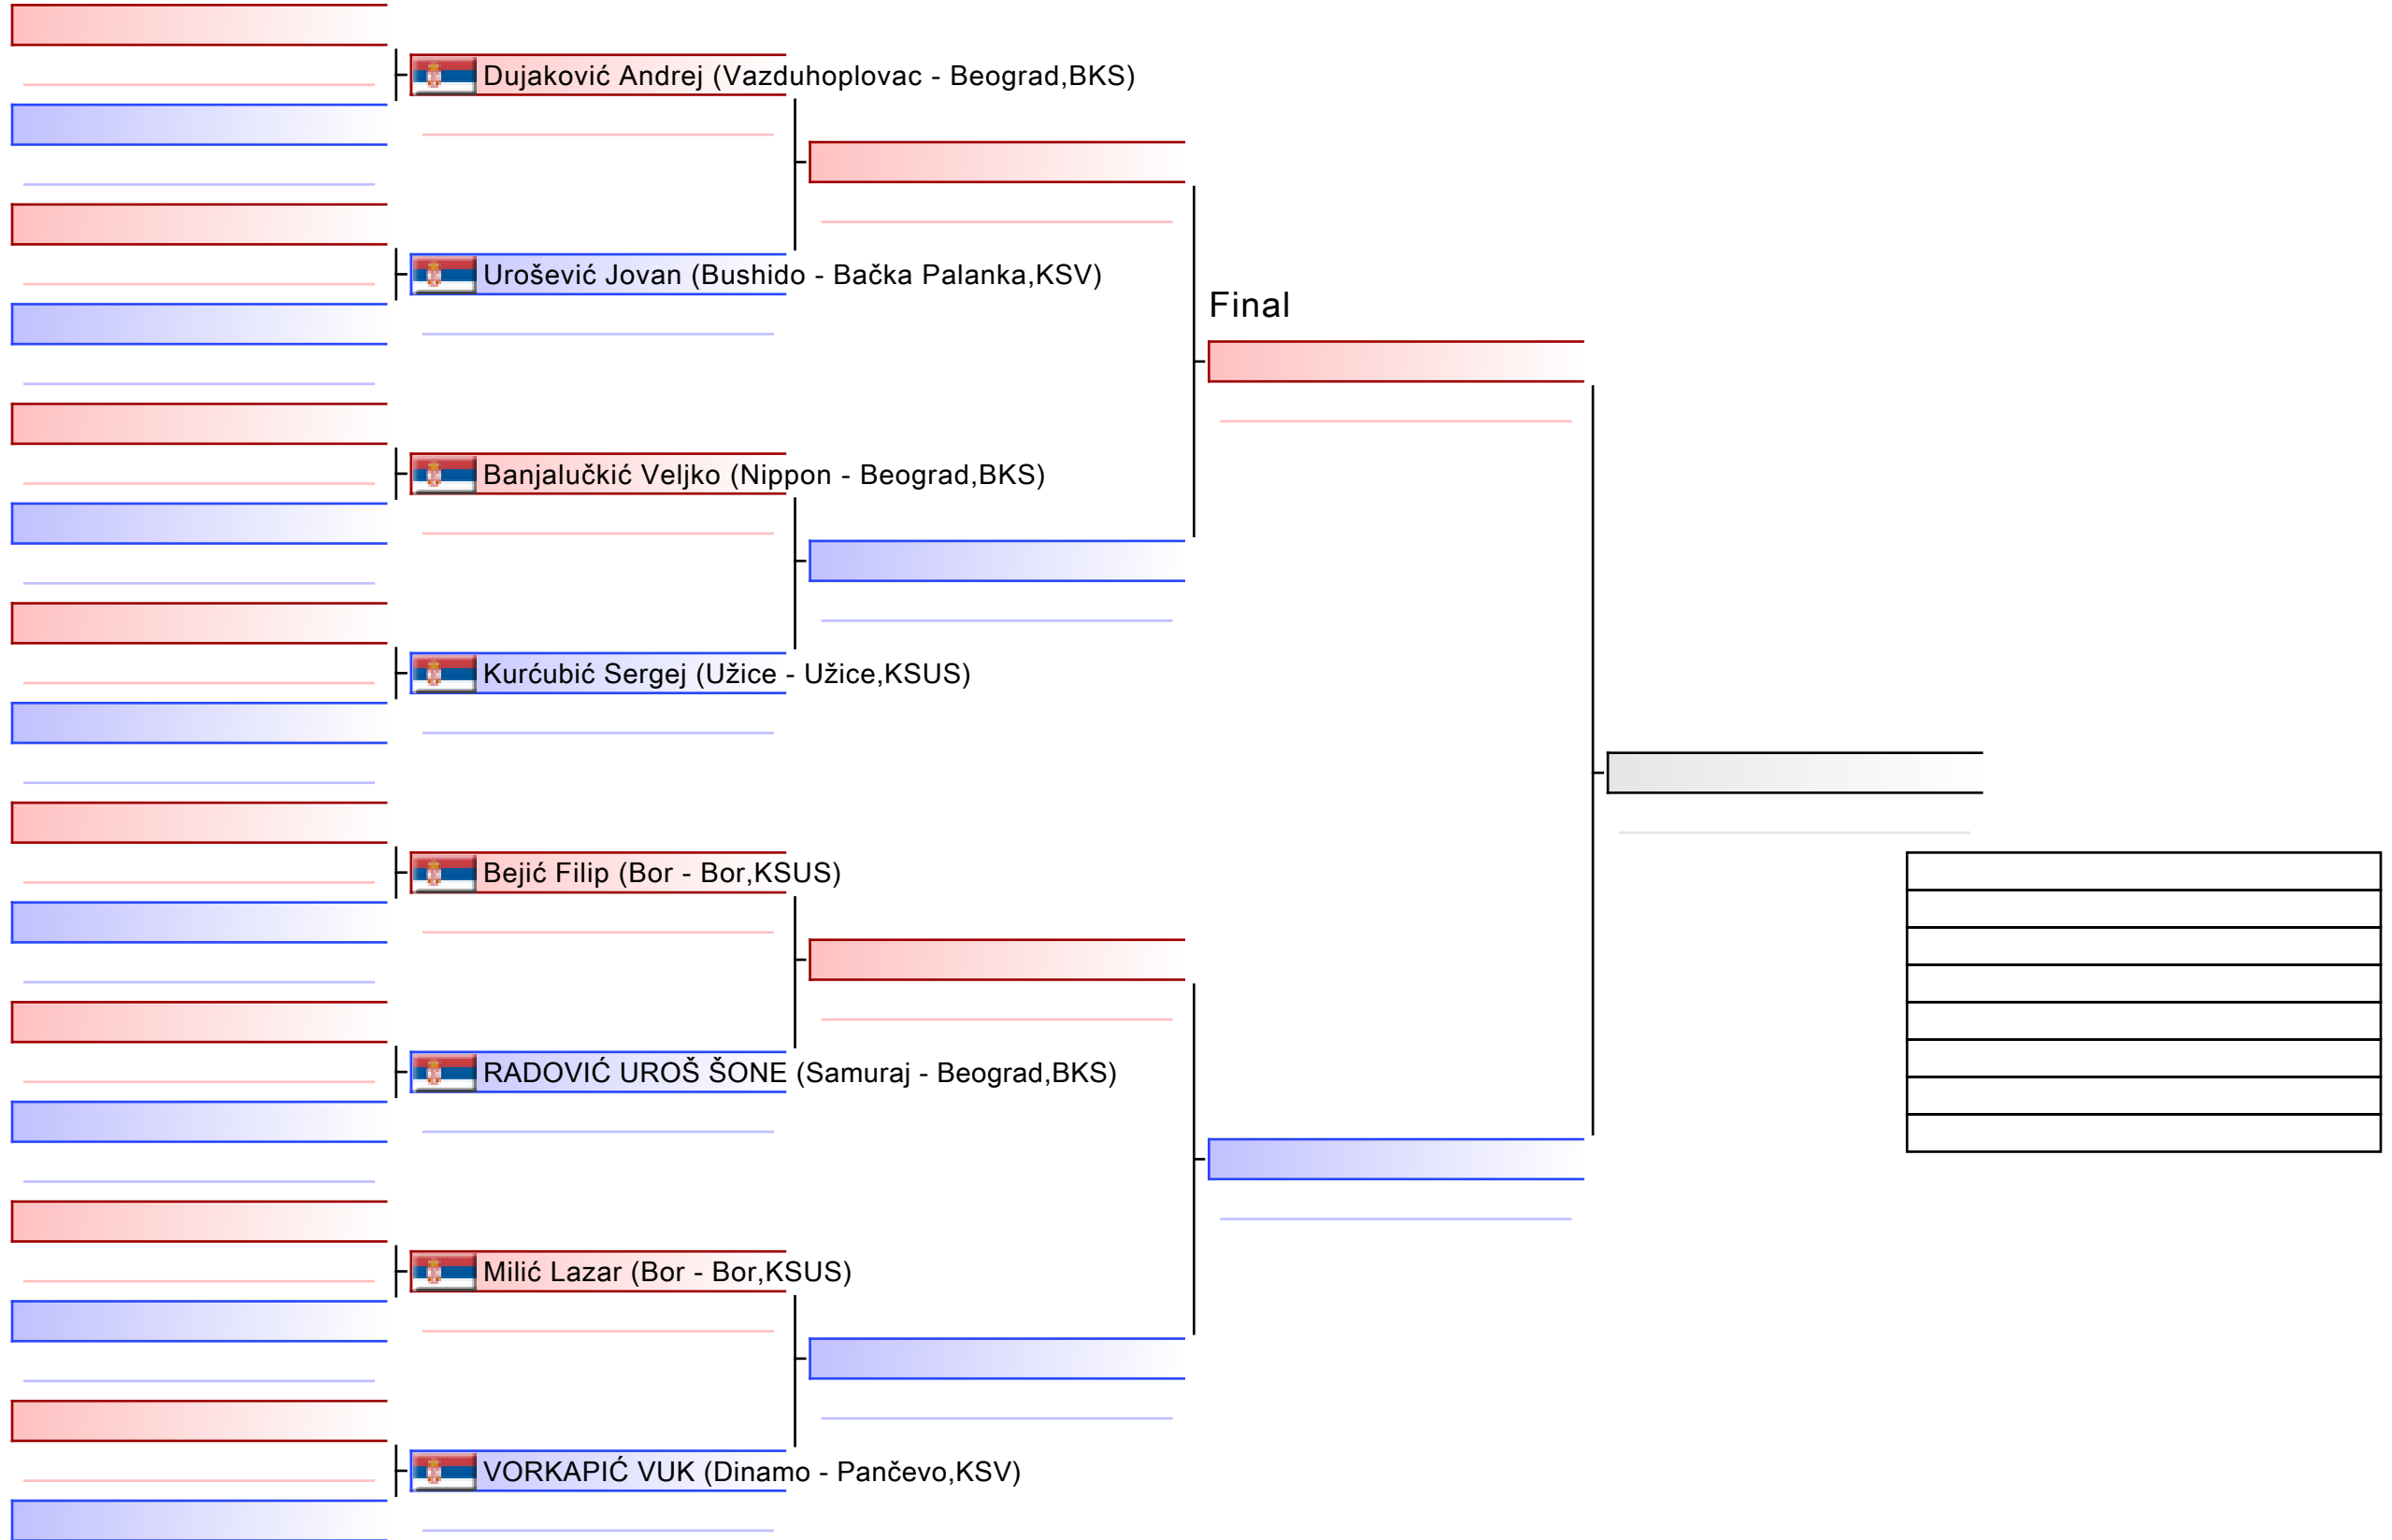 Dujaković Andrej (Vazduhoplovac - Beograd,BKS)
Urošević Jovan (Bushido - Bačka Palanka,KSV)
Final
Banjalučkić Veljko (Nippon - Beograd,BKS)
Kurćubić Sergej (Užice - Užice,KSUS)
Bejić Filip (Bor - Bor,KSUS)
RADOVIĆ UROŠ ŠONE (Samuraj - Beograd,BKS)
Milić Lazar (Bor - Bor,KSUS)
VORKAPIĆ VUK (Dinamo - Pančevo,KSV)